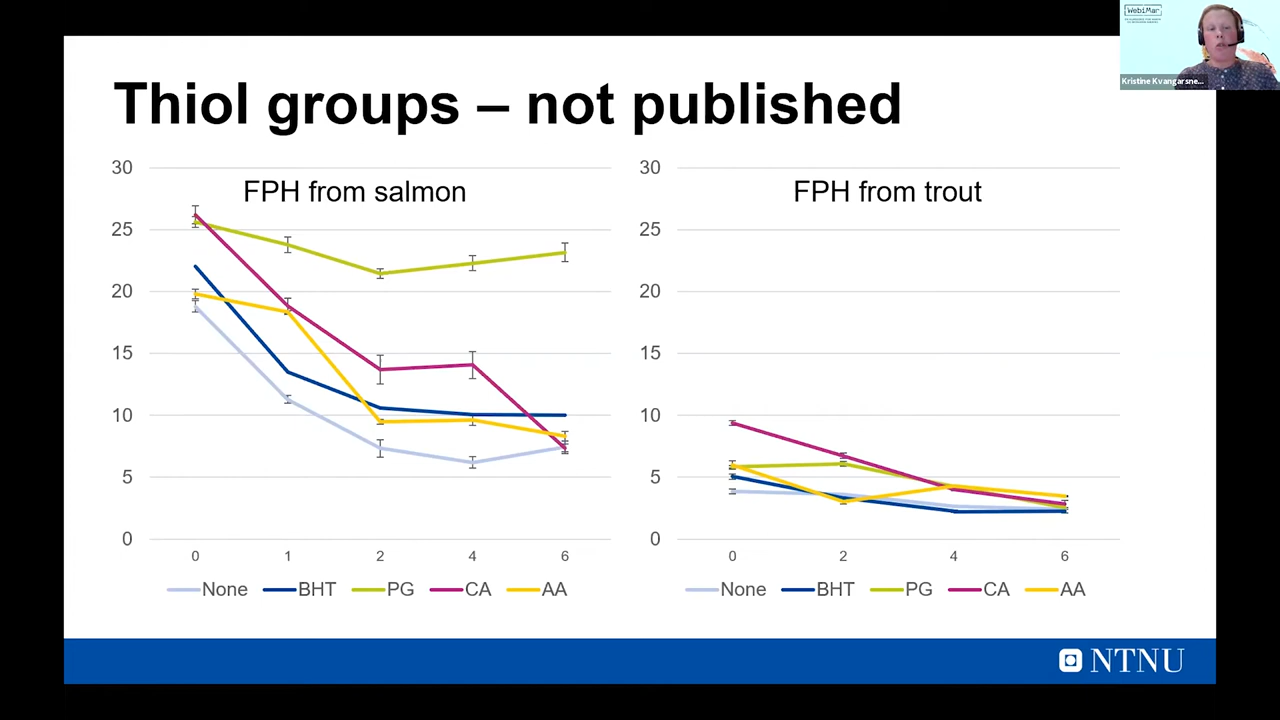 WebiMar
Kristine Kvangarsne...
Thiol groups – not published
FPH from salmon
30
25
20
15
10
5
0
0 1 2 4 6
None BHT PG CA AA
FPH from trout
30
25
20
15
10
5
0
0 2 4 6
None BHT PG CA AA
NTNU